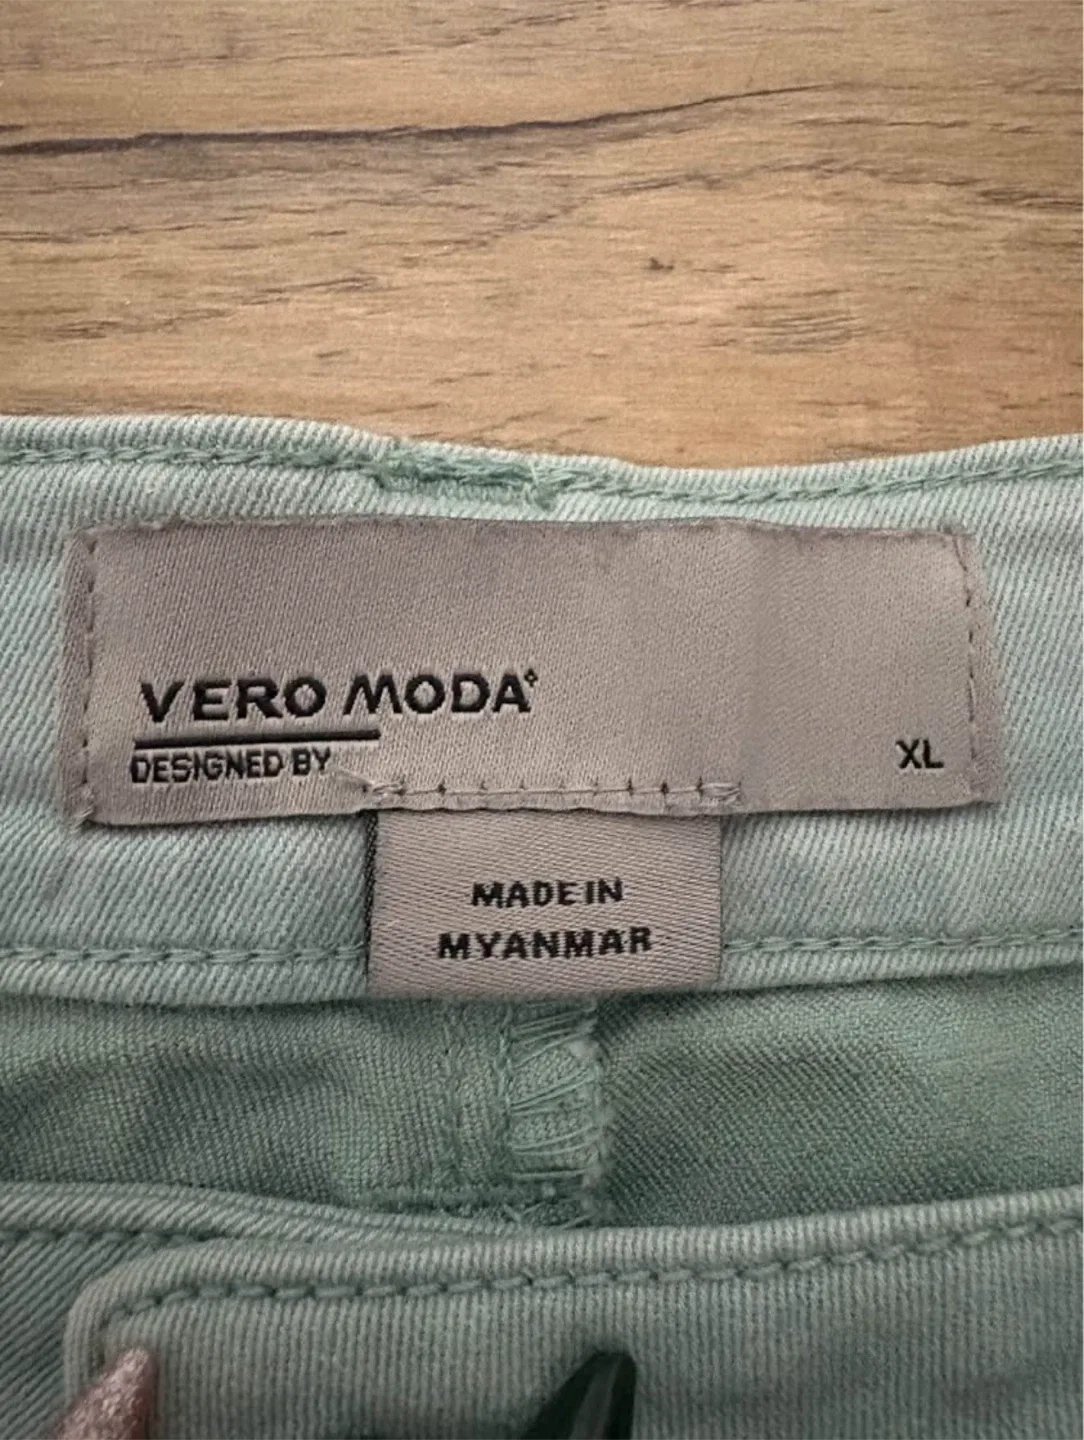 VERO MODA
DESIGNED BY
XL
MADE IN
MYANMAR